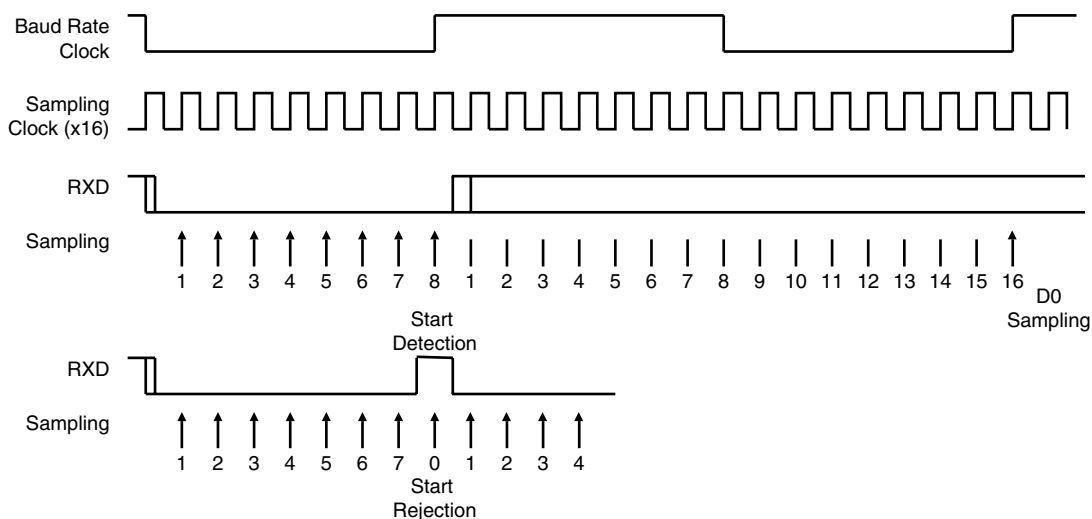 Baud Rate
Clock
Sampling
Clock (x16)
RXD
Sampling
1 2 3 4 5 6 7 8 1 2 3 4 5 6 7 8 9 10 11 12 13 14 15 16
D0
Sampling
Start
Detection
RXD
Sampling
1 2 3 4 5 6 7 0 1 2 3 4
Start
Rejection